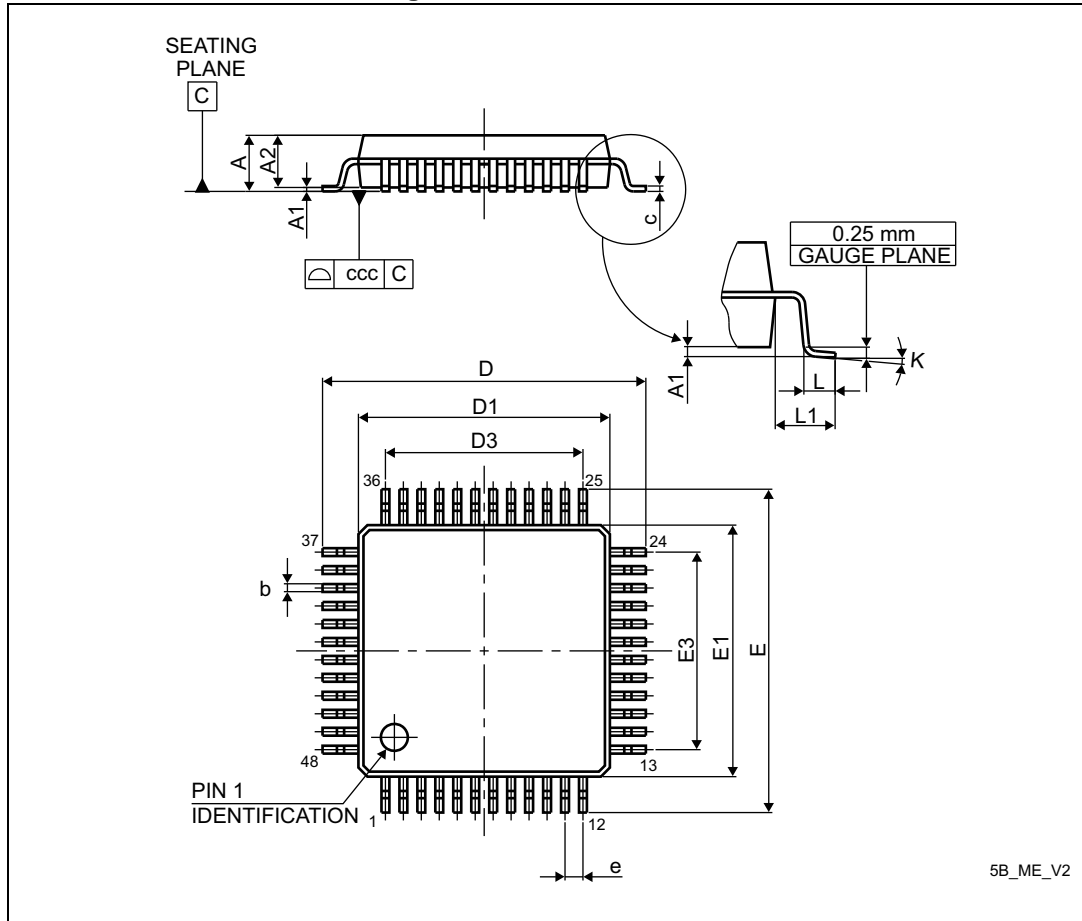 SEATING
PLANE
C
A
A2
A1
c
ccc C
0.25 mm
GAUGE PLANE
A1
K
L
L1
D
D1
D3
36
25
37
24
b
E3
E1
E
48
13
PIN 1
IDENTIFICATION
1
12
e
5B_ME_V2